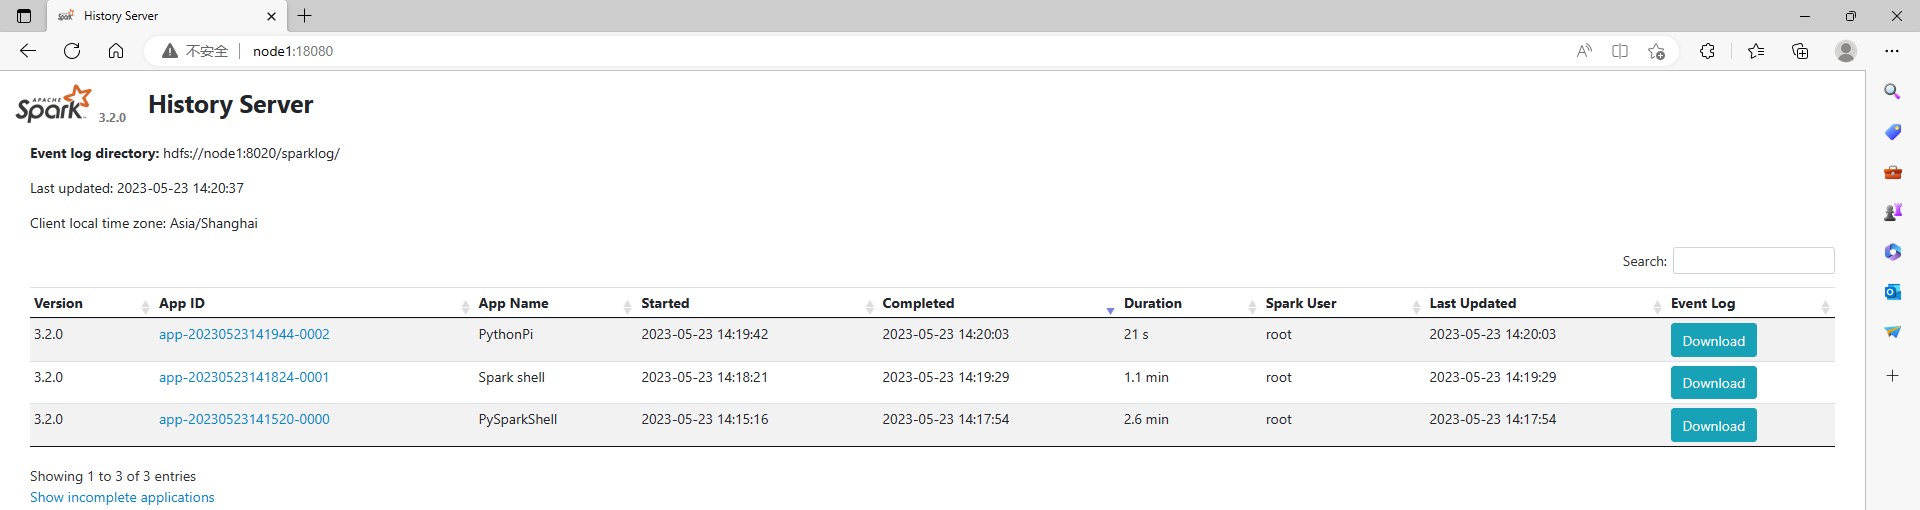 History Server
不安全 node1:18080
APACHE Spark 3.2.0 History Server
Event log directory: hdfs://node1:8020/sparklog/
Last updated: 2023-05-23 14:20:37
Client local time zone: Asia/Shanghai
Search:
Version App ID App Name Started Completed Duration Spark User Last Updated Event Log
3.2.0 app-20230523141944-0002 PythonPi 2023-05-23 14:19:42 2023-05-23 14:20:03 21 s root 2023-05-23 14:20:03 Download
3.2.0 app-20230523141824-0001 Spark shell 2023-05-23 14:18:21 2023-05-23 14:19:29 1.1 min root 2023-05-23 14:19:29 Download
3.2.0 app-20230523141520-0000 PySparkShell 2023-05-23 14:15:16 2023-05-23 14:17:54 2.6 min root 2023-05-23 14:17:54 Download
Showing 1 to 3 of 3 entries
Show incomplete applications